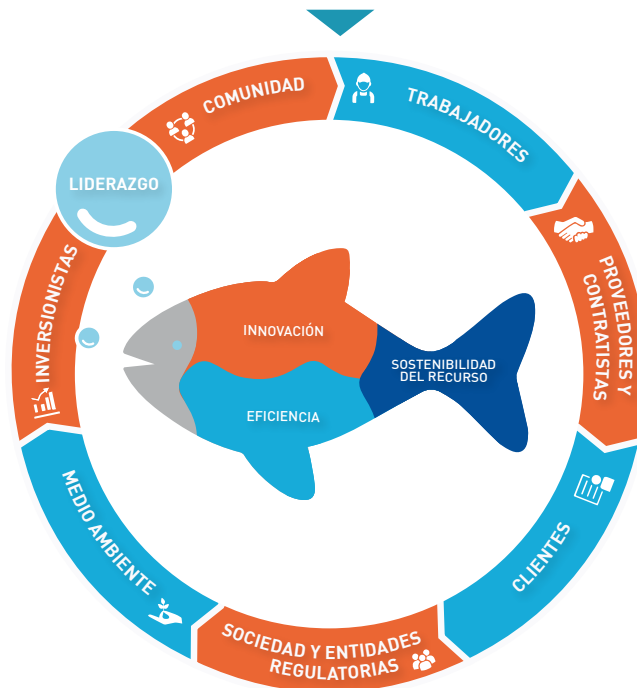 COMUNIDAD
TRABAJADORES
LIDERAZGO
PROVEEDORES Y
CONTRATISTAS
INVERSIONISTAS
INNOVACIÓN
SOSTENIBILIDAD
DEL RECURSO
EFICIENCIA
MEDIO AMBIENTE
CLIENTES
SOCIEDAD Y ENTIDADES
REGULATORIAS